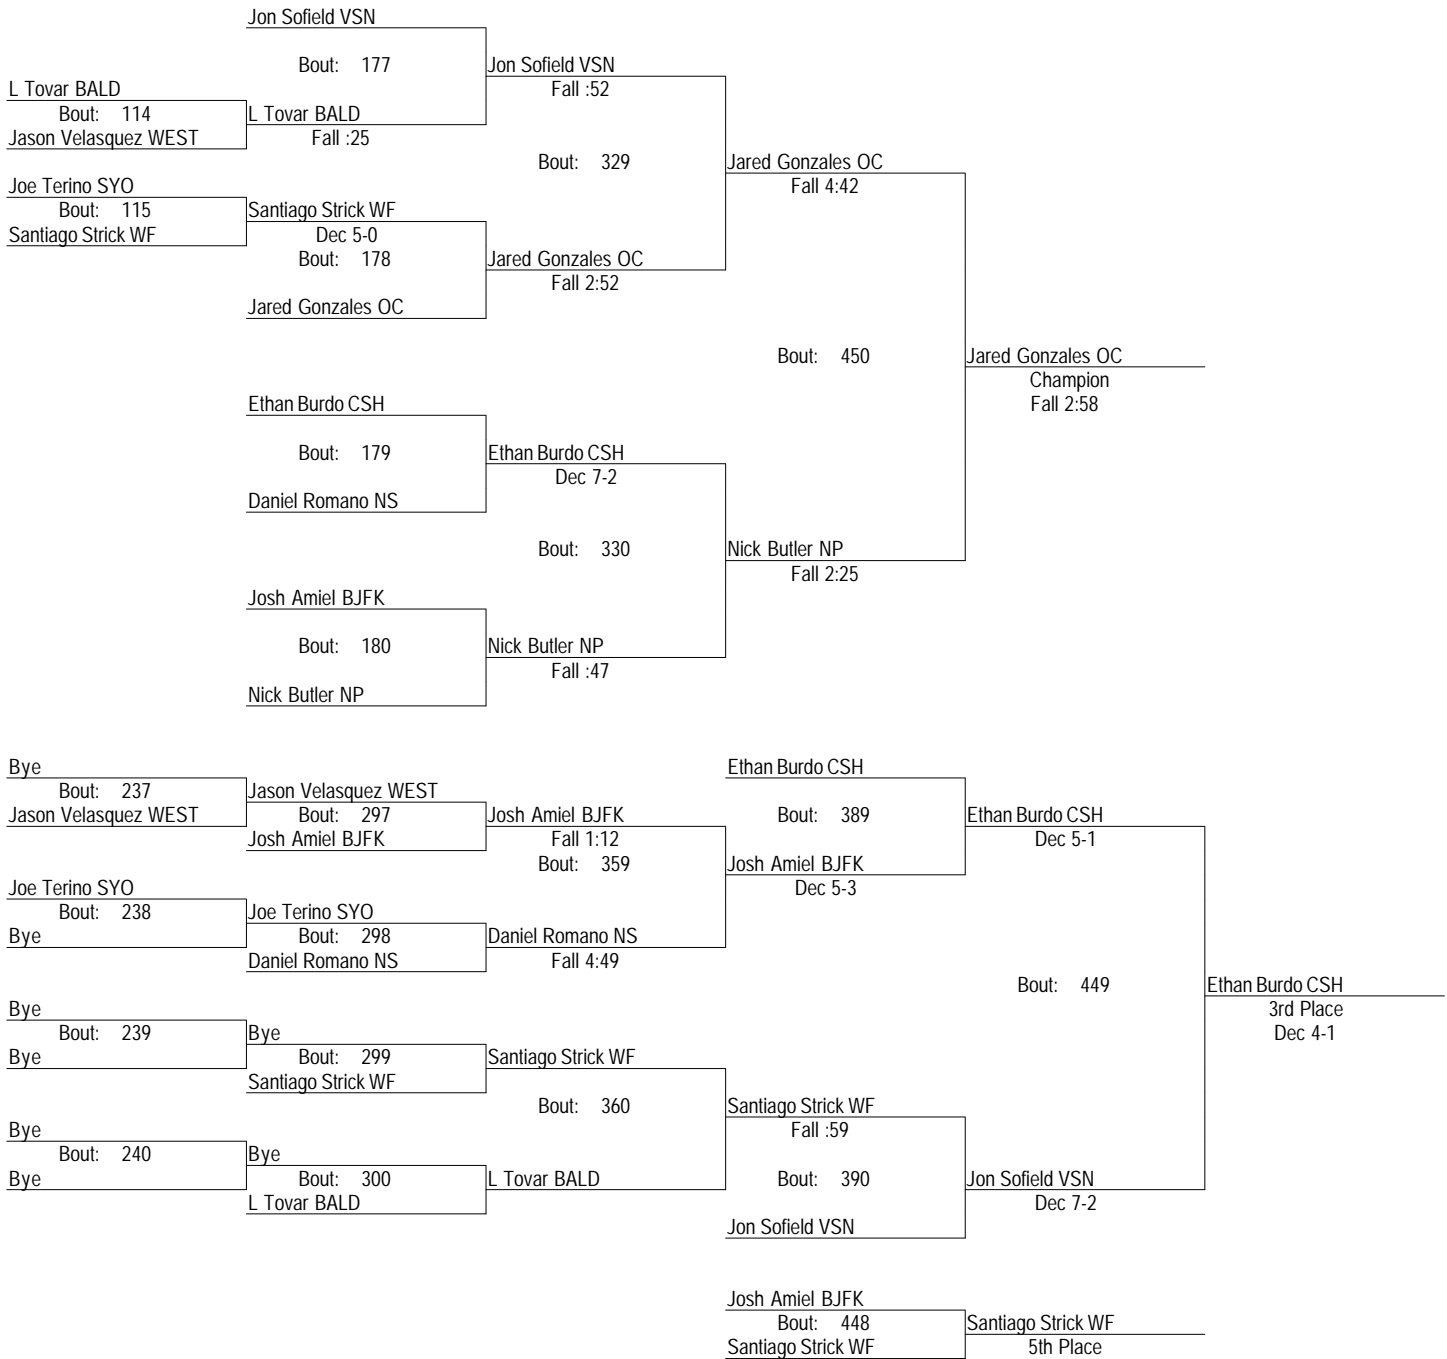 Jon Sofield VSN
Bout: 177
Jon Sofield VSN
Fall :52
L Tovar BALD
Bout: 114
L Tovar BALD
Jason Velasquez WEST
Fall :25
Bout: 329
Jared Gonzales OC
Fall 4:42
Joe Terino SYO
Bout: 115
Santiago Strick WF
Santiago Strick WF
Dec 5-0
Bout: 178
Jared Gonzales OC
Fall 2:52
Jared Gonzales OC
Bout: 450
Jared Gonzales OC
Champion
Fall 2:58
Ethan Burdo CSH
Bout: 179
Ethan Burdo CSH
Dec 7-2
Daniel Romano NS
Bout: 330
Nick Butler NP
Fall 2:25
Josh Amiel BJFK
Bout: 180
Nick Butler NP
Fall :47
Nick Butler NP
Bye
Bout: 237
Jason Velasquez WEST
Jason Velasquez WEST
Bout: 297
Josh Amiel BJFK
Josh Amiel BJFK
Fall 1:12
Bout: 359
Ethan Burdo CSH
Bout: 389
Ethan Burdo CSH
Dec 5-1
Josh Amiel BJFK
Dec 5-3
Joe Terino SYO
Bout: 238
Joe Terino SYO
Bye
Bout: 298
Daniel Romano NS
Daniel Romano NS
Fall 4:49
Bout: 449
Ethan Burdo CSH
3rd Place
Dec 4-1
Bye
Bout: 239
Bye
Bye
Bout: 299
Santiago Strick WF
Santiago Strick WF
Bout: 360
Santiago Strick WF
Fall :59
Bye
Bout: 240
Bye
Bye
Bout: 300
L Tovar BALD
L Tovar BALD
Bout: 390
Jon Sofield VSN
Dec 7-2
Jon Sofield VSN
Josh Amiel BJFK
Bout: 448
Santiago Strick WF
Santiago Strick WF
5th Place